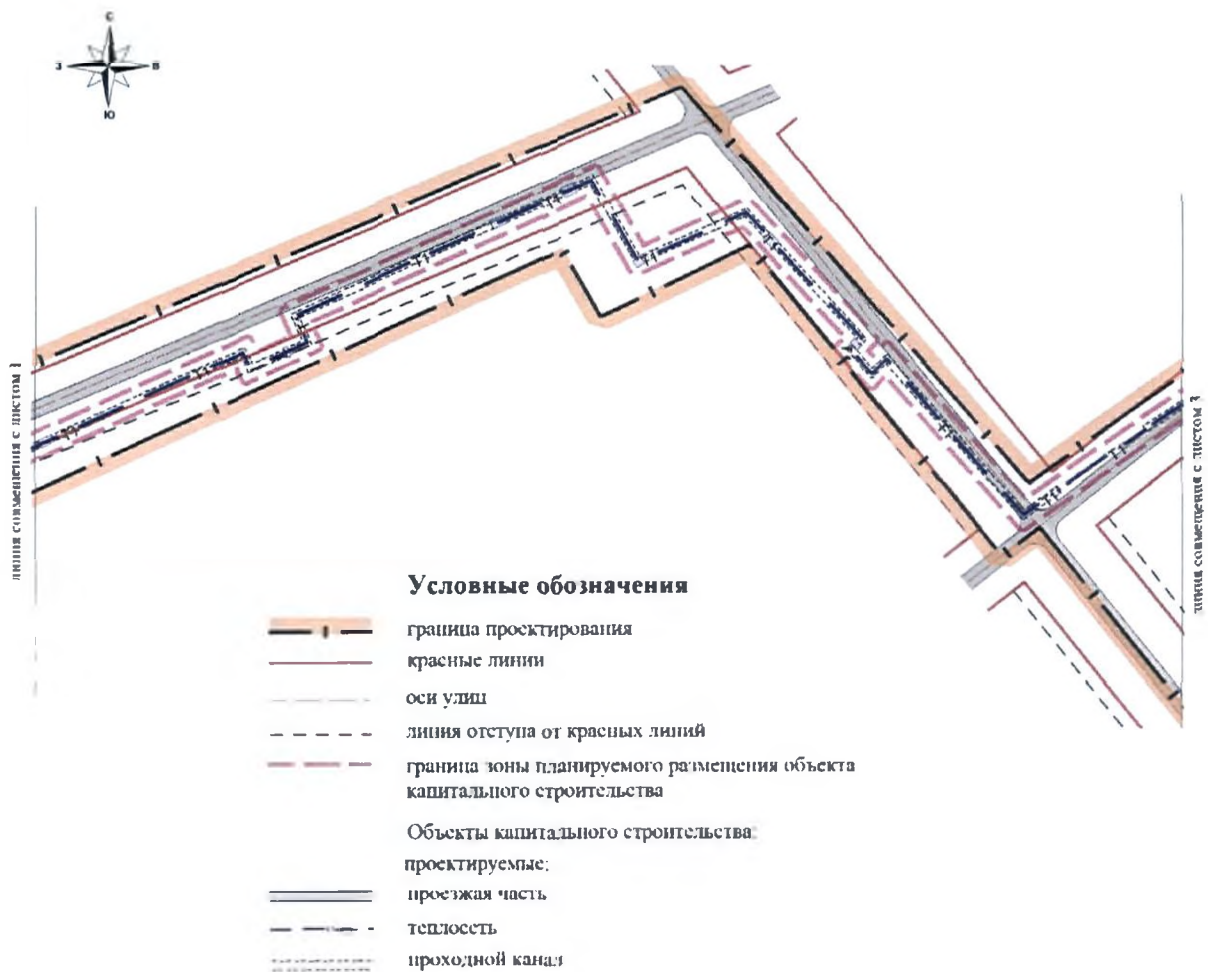 С
З В
Ю
линия совмещения с листом 1
линия совмещения с листом 3
Условные обозначения
граница проектирования
красные линии
оси улиц
линия отступа от красных линий
граница зоны планируемого размещения объекта
капитального строительства
Объекты капитального строительства:
проектируемые:
проезжая часть
теплосеть
проходной канал